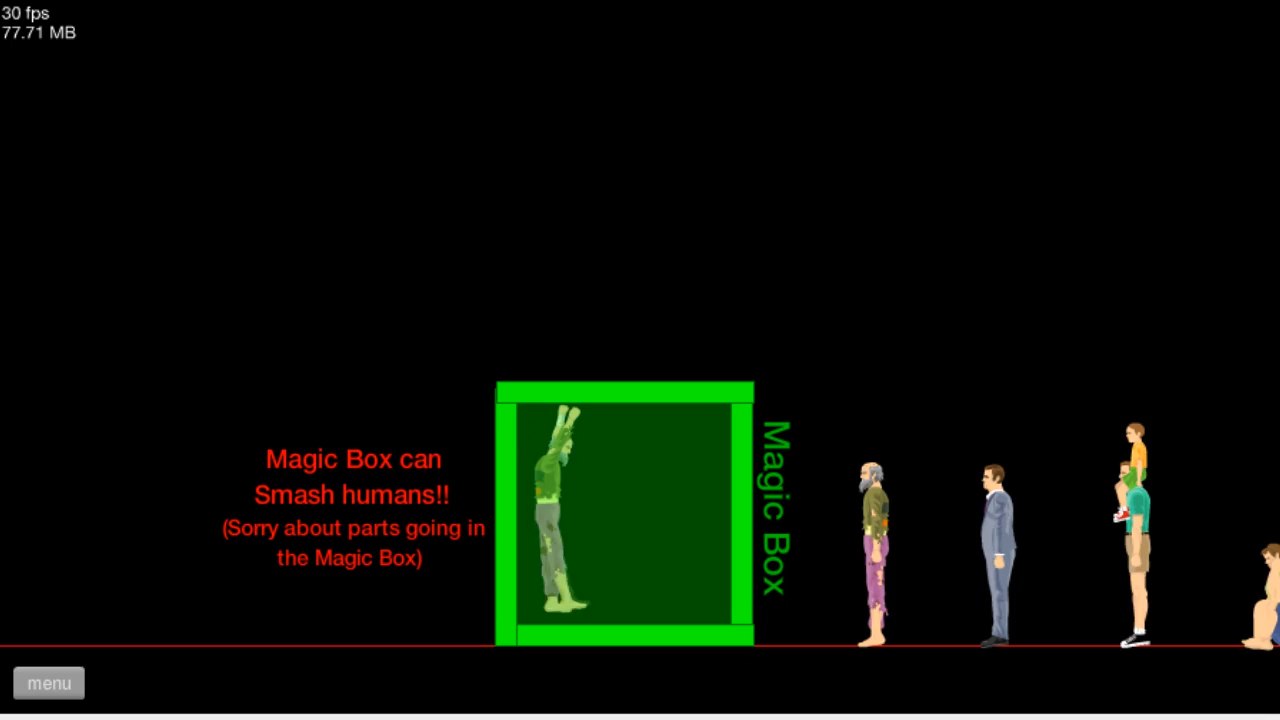 30 fps
77.71 MB
Magic Box can
Smash humans!!
(Sorry about parts going in
the Magic Box)
Magic Box
menu